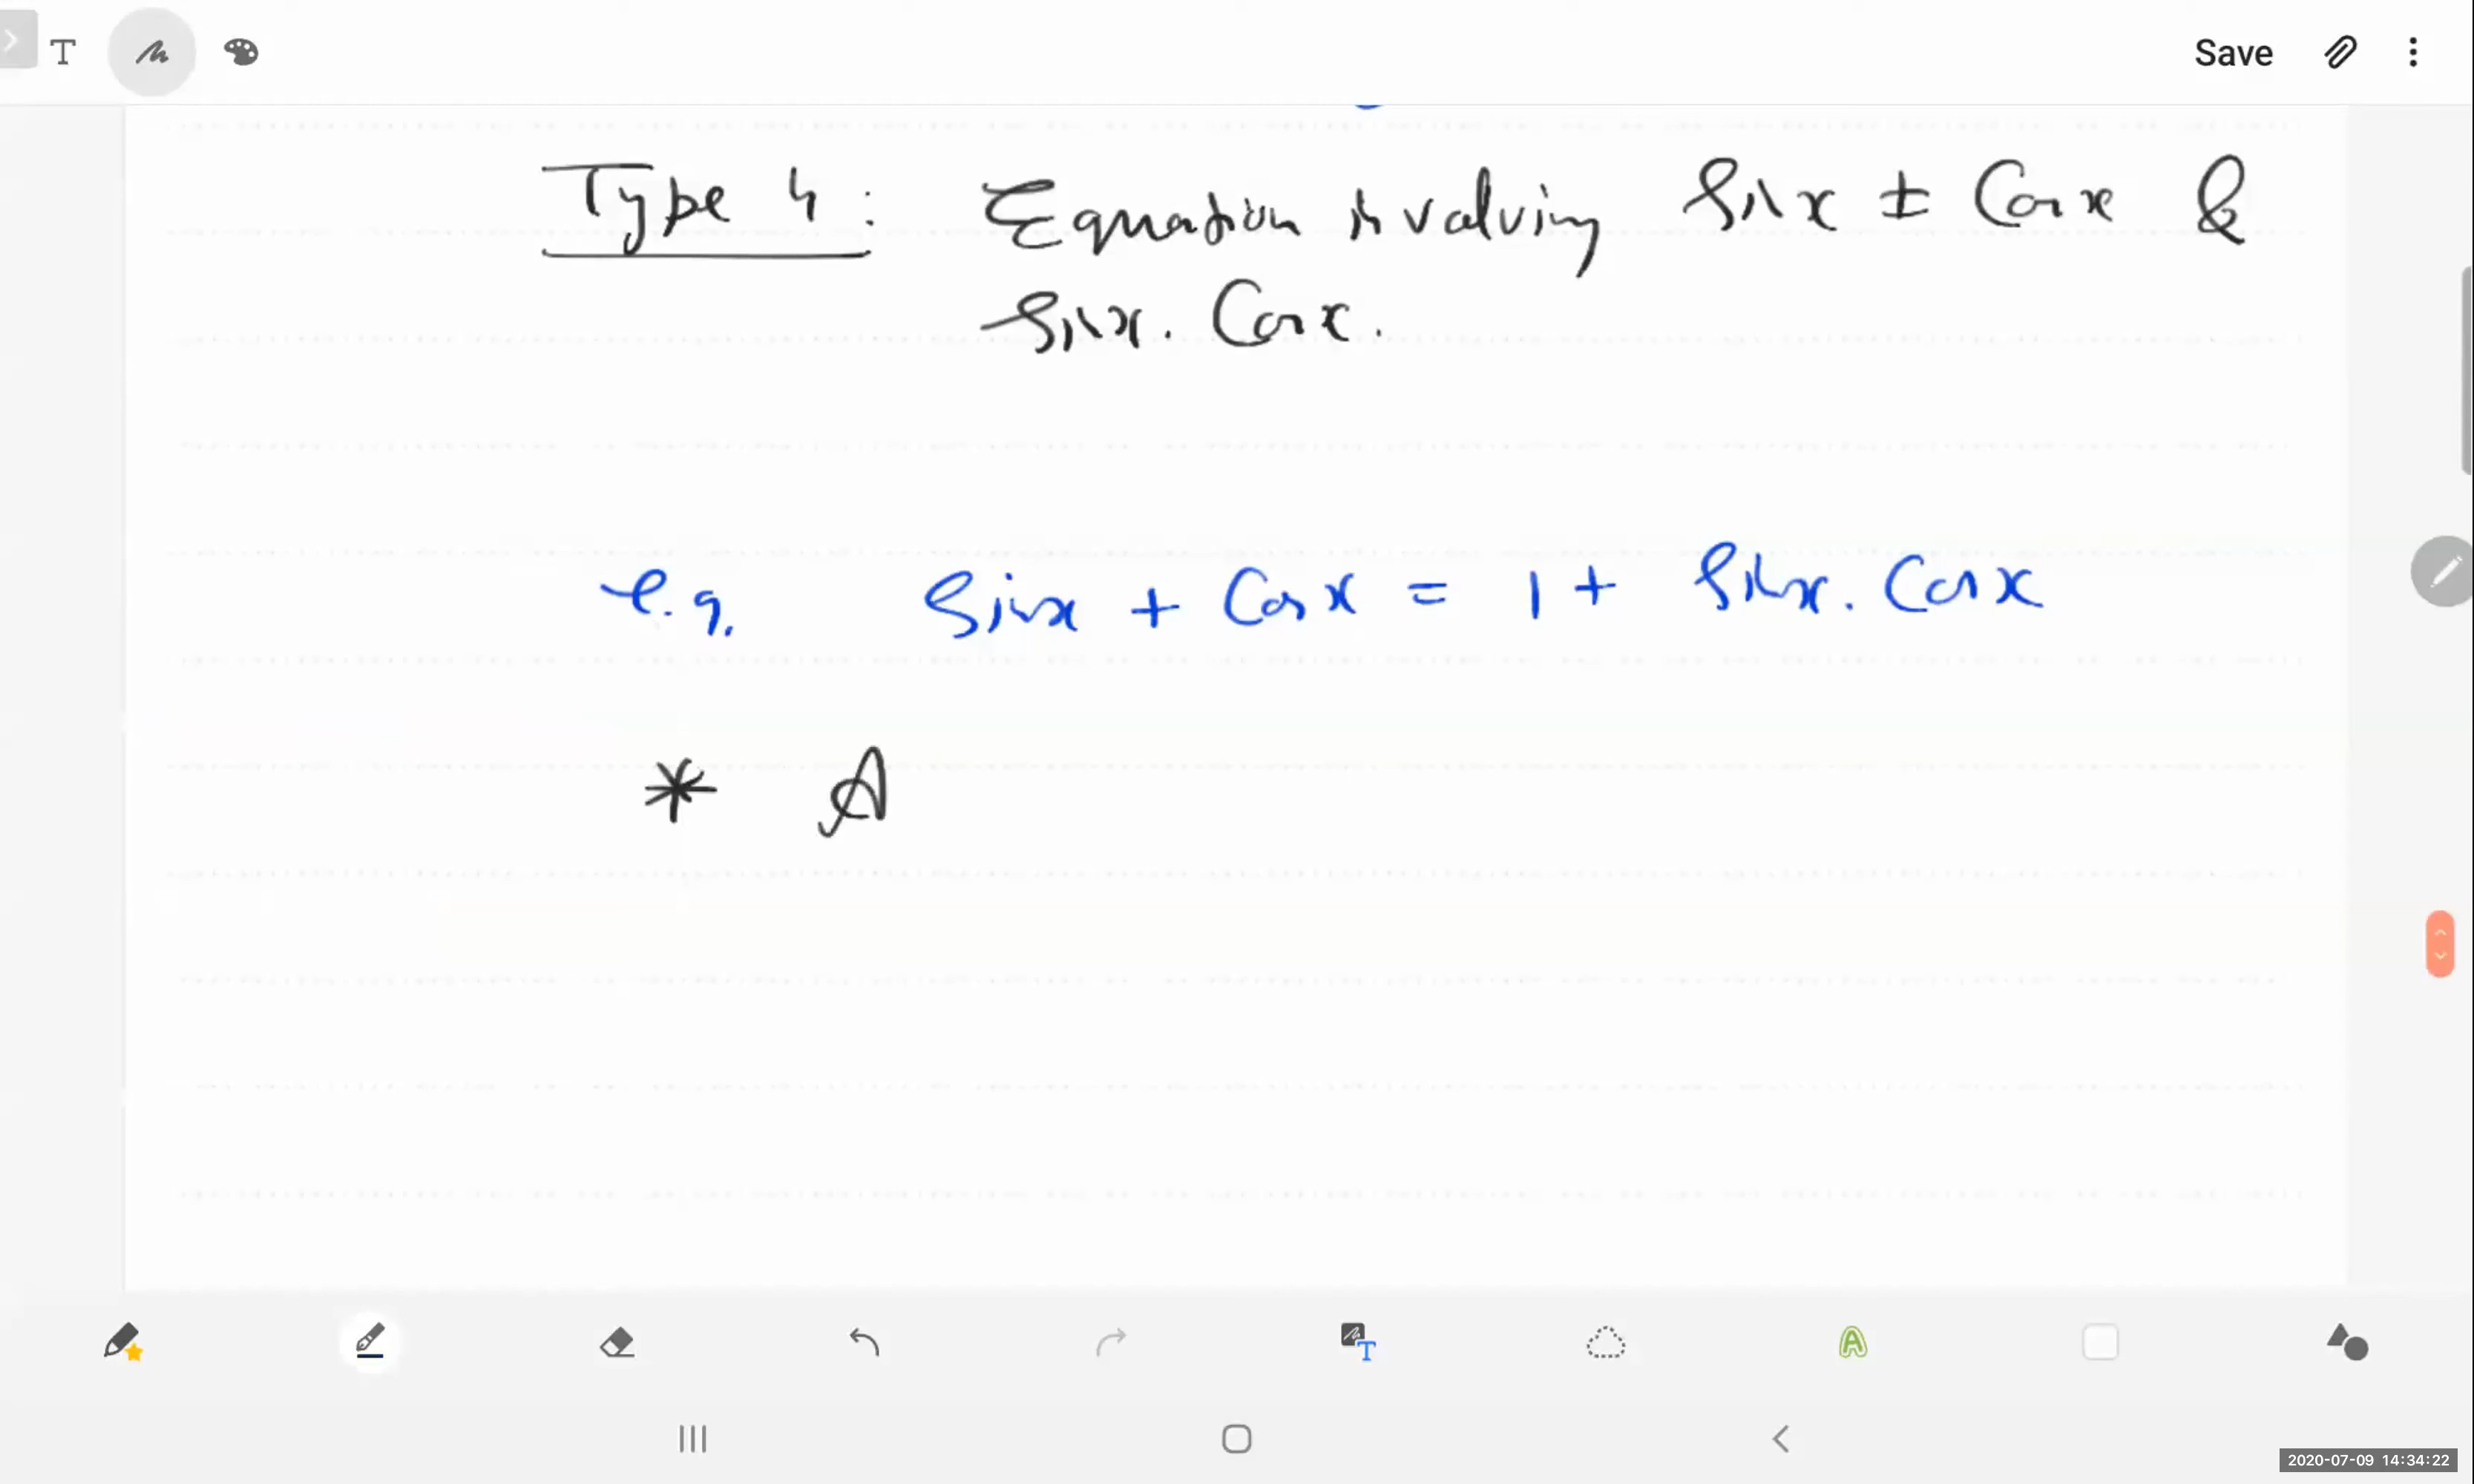 T
Save
Type 4: Equation involving Sinx ± Cosx &
Sinx. Cosx.
e.g. Sinx + Cosx = 1 + Sinx. Cosx
* A
T
A
2020-07-09 14:34:22